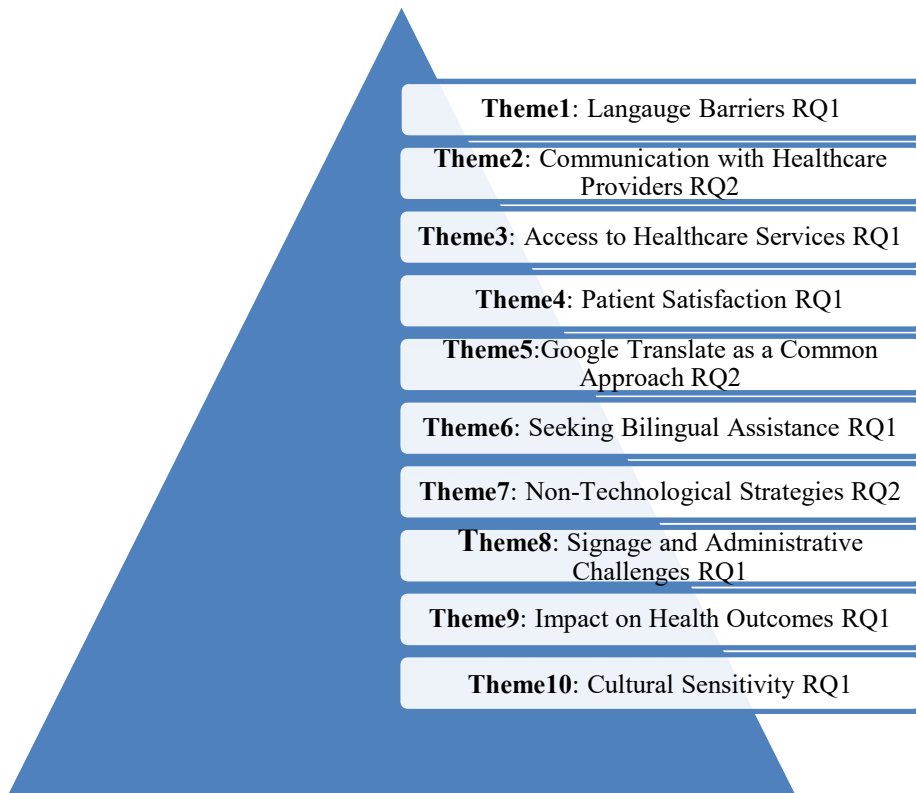 Theme1: Langauge Barriers RQ1
Theme2: Communication with Healthcare
Providers RQ2
Theme3: Access to Healthcare Services RQ1
Theme4: Patient Satisfaction RQ1
Theme5:Google Translate as a Common
Approach RQ2
Theme6: Seeking Bilingual Assistance RQ1
Theme7: Non-Technological Strategies RQ2
Theme8: Signage and Administrative
Challenges RQ1
Theme9: Impact on Health Outcomes RQ1
Theme10: Cultural Sensitivity RQ1